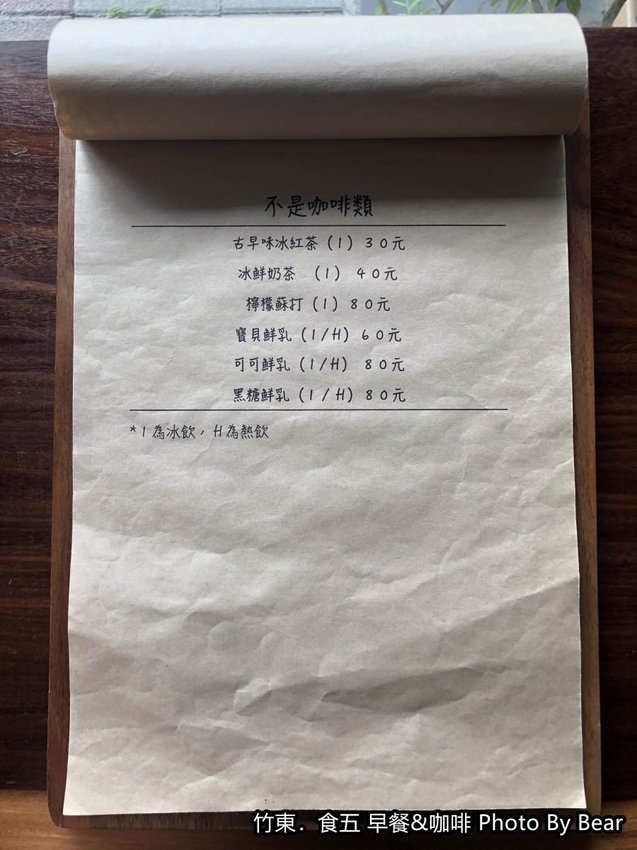 不是咖啡類
古早味冰紅茶 (I) 30元
冰鮮奶茶 (I) 40元
檸檬蘇打 (I) 80元
寶貝鮮乳 (I/H) 60元
可可鮮乳 (I/H) 80元
黑糖鮮乳 (I/H) 80元
*I為冰飲，H為熱飲
竹東．食五 早餐&咖啡 Photo By Bear